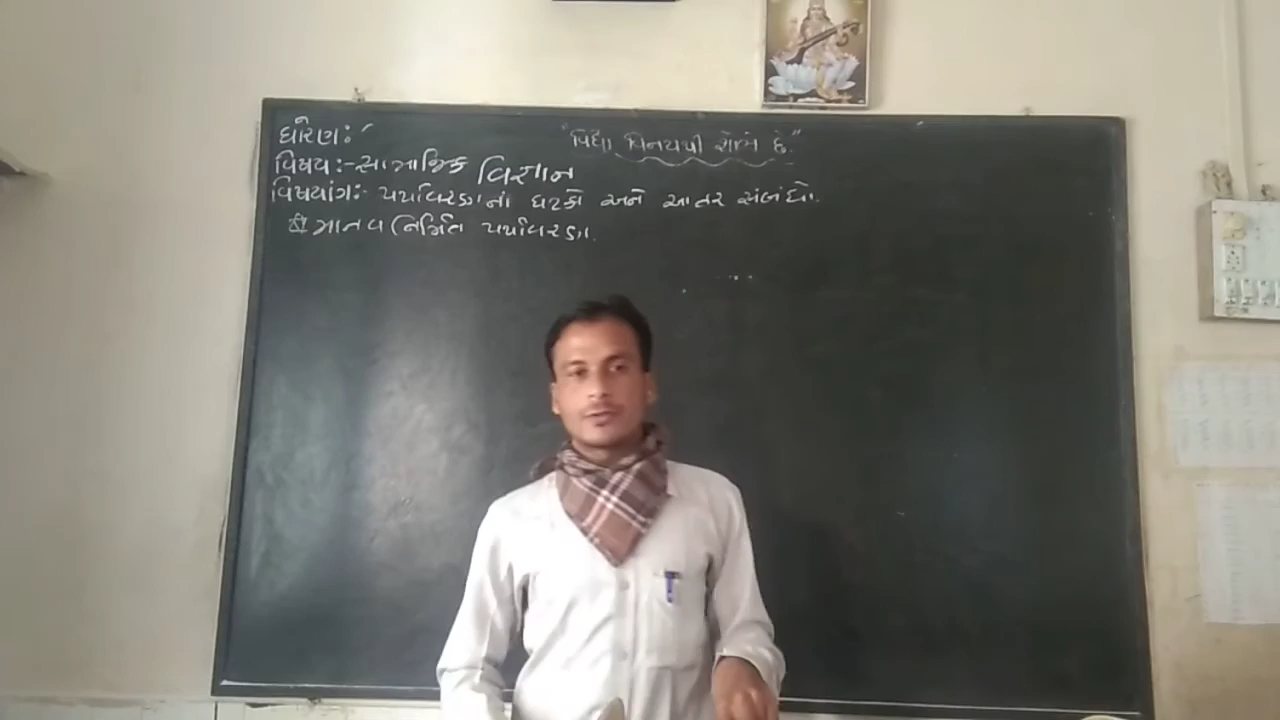 "વિદ્યા વિનયથી શોભે છે."
ધોરણ:-
વિષય:- સામાજિક વિજ્ઞાન
વિષયાંગ:- પર્યાવરણનાં ઘટકો અને આંતર સંબંધો.
માનવ નિર્મિત પર્યાવરણ.